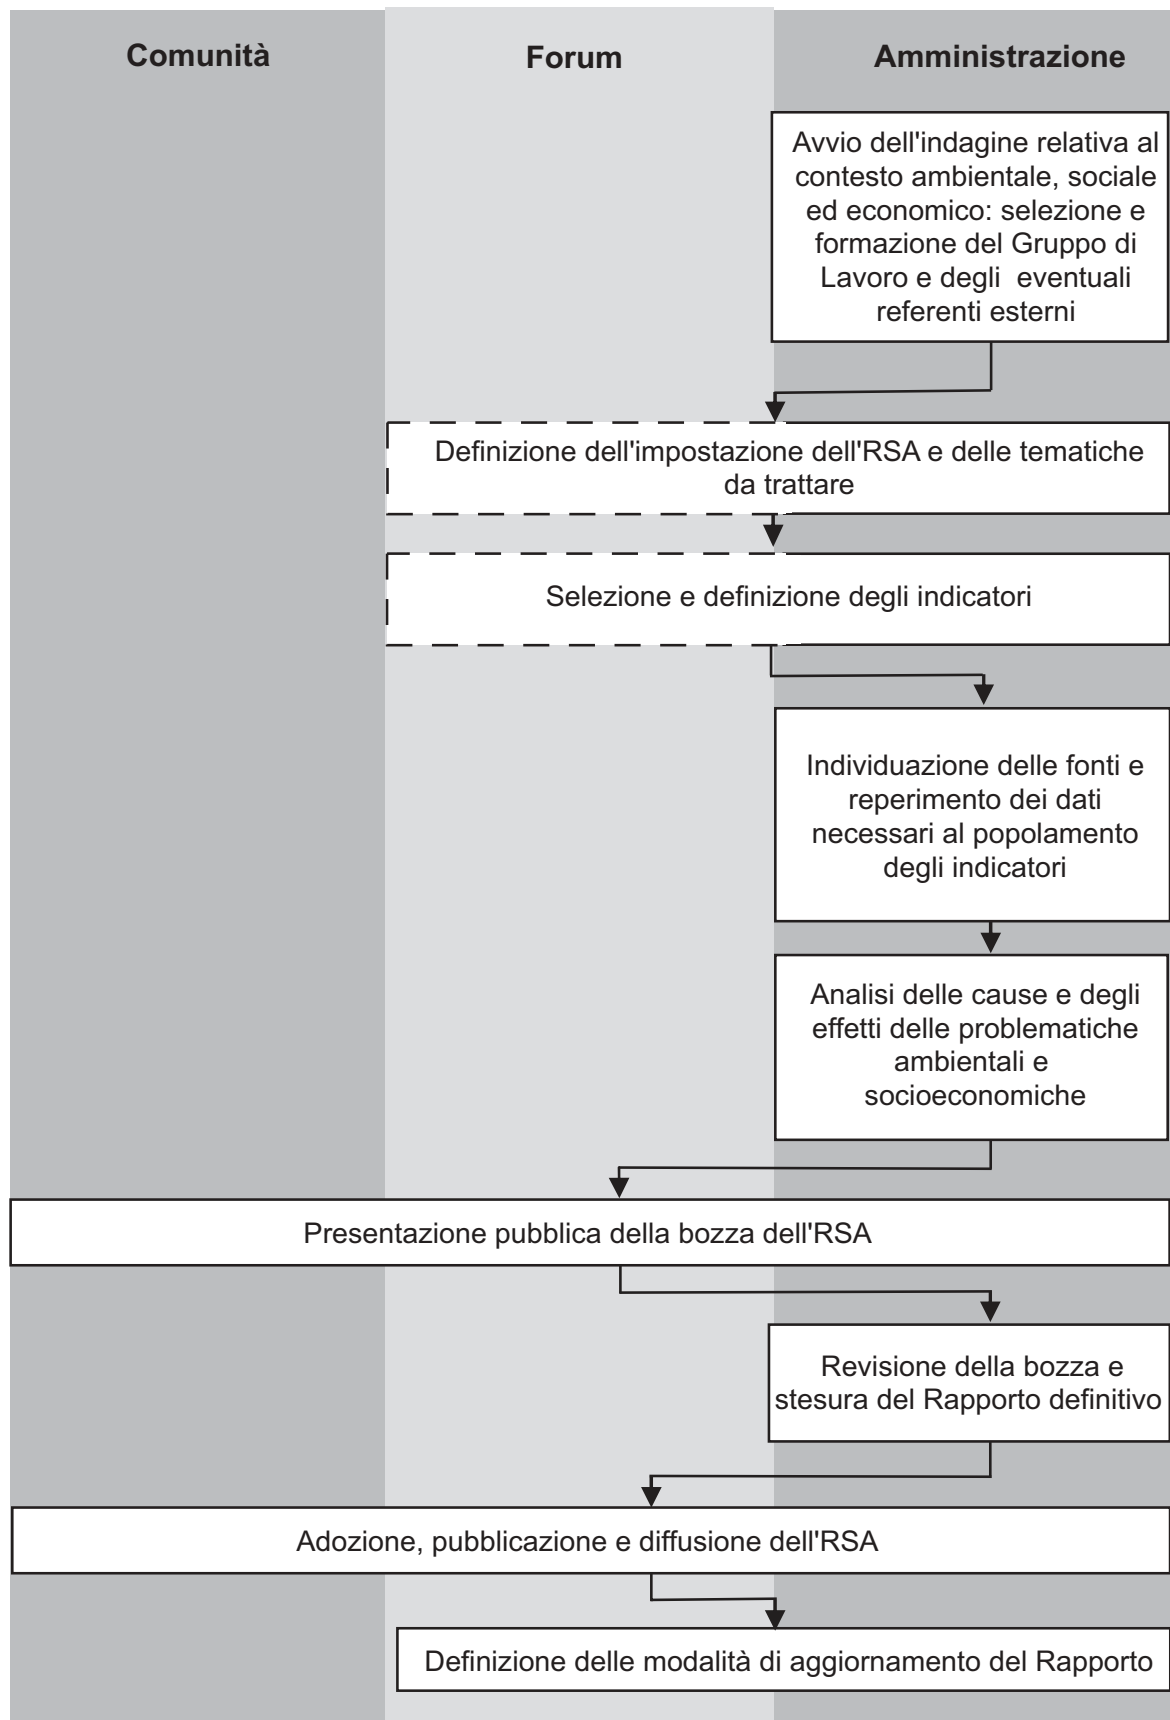 Comunità
Forum
Amministrazione
Avvio dell'indagine relativa al
contesto ambientale, sociale
ed economico: selezione e
formazione del Gruppo di
Lavoro e degli eventuali
referenti esterni
Definizione dell'impostazione dell'RSA e delle tematiche
da trattare
Selezione e definizione degli indicatori
Individuazione delle fonti e
reperimento dei dati
necessari al popolamento
degli indicatori
Analisi delle cause e degli
effetti delle problematiche
ambientali e
socioeconomiche
Presentazione pubblica della bozza dell'RSA
Revisione della bozza e
stesura del Rapporto definitivo
Adozione, pubblicazione e diffusione dell'RSA
Definizione delle modalità di aggiornamento del Rapporto